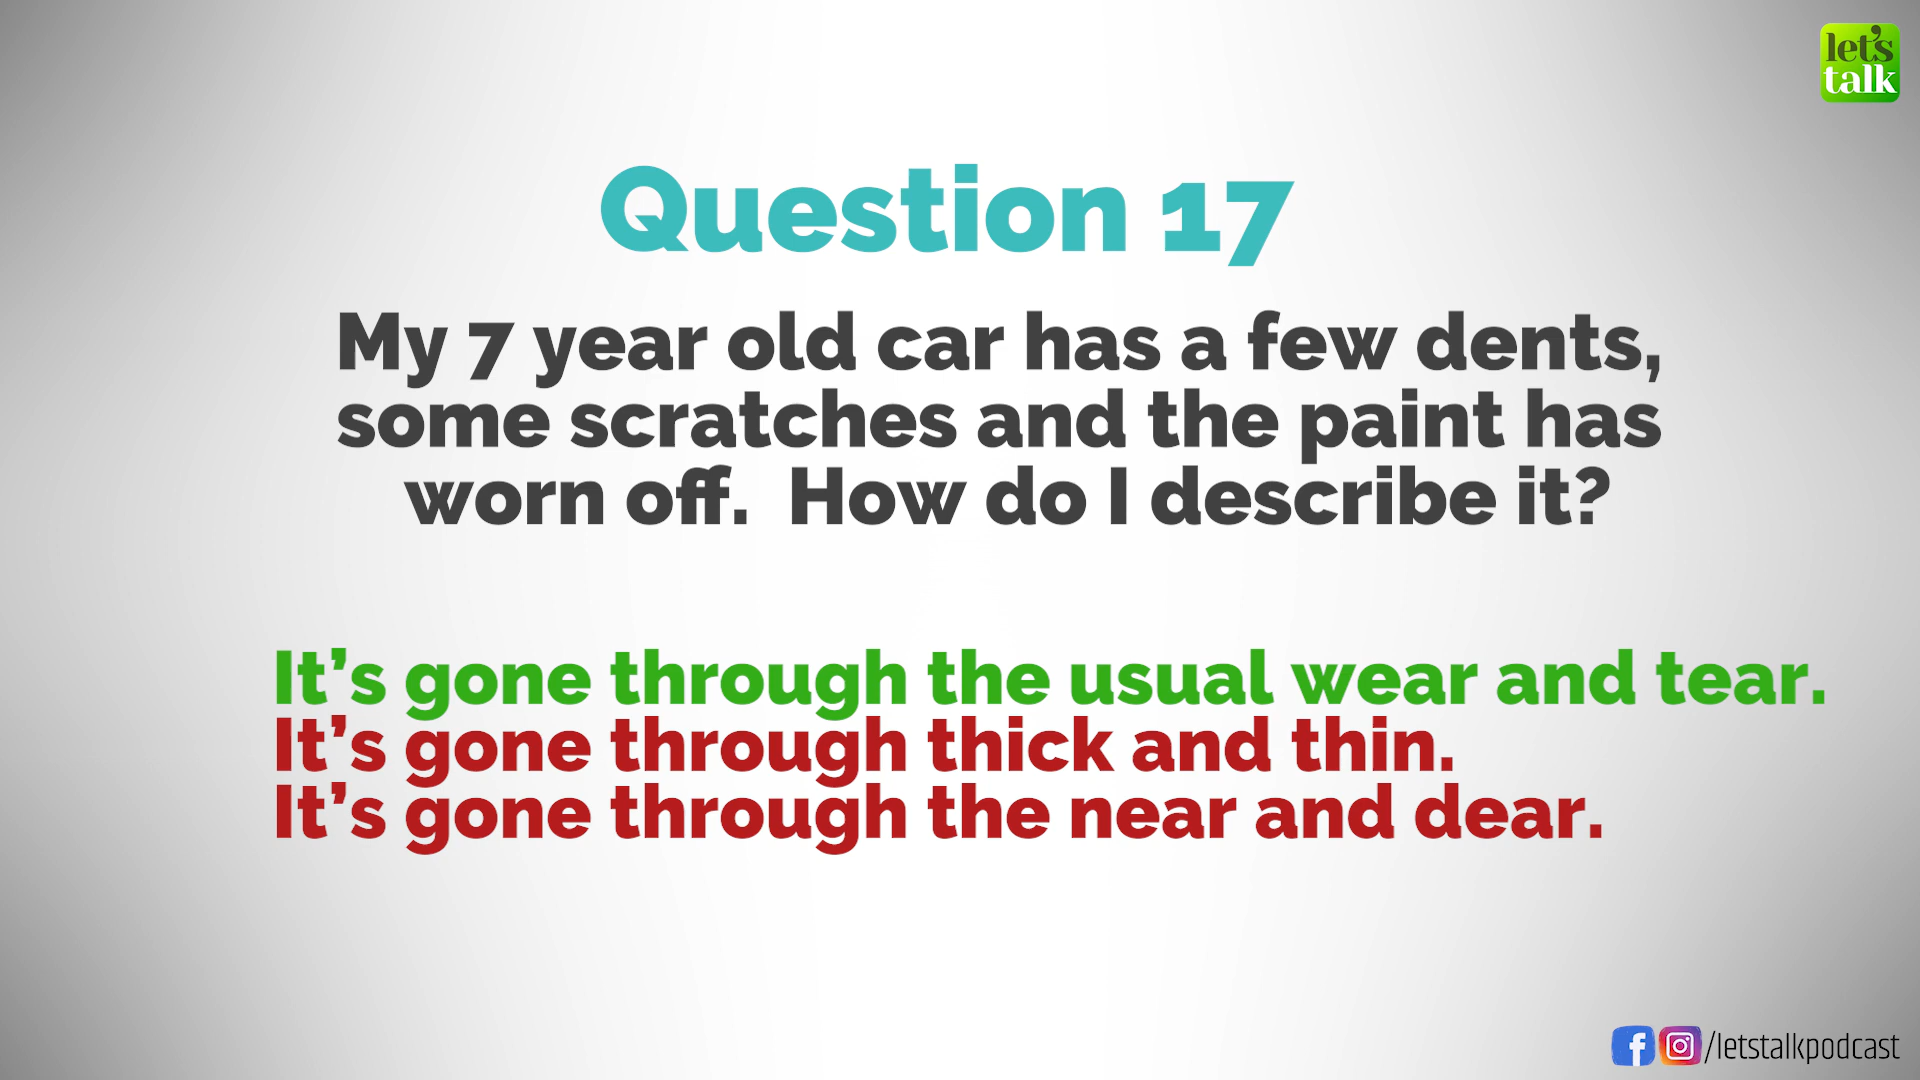 let's
talk
Question 17
My 7 year old car has a few dents,
some scratches and the paint has
worn off.  How do I describe it?
It's gone through the usual wear and tear.
It's gone through thick and thin.
It's gone through the near and dear.
/letstalkpodcast